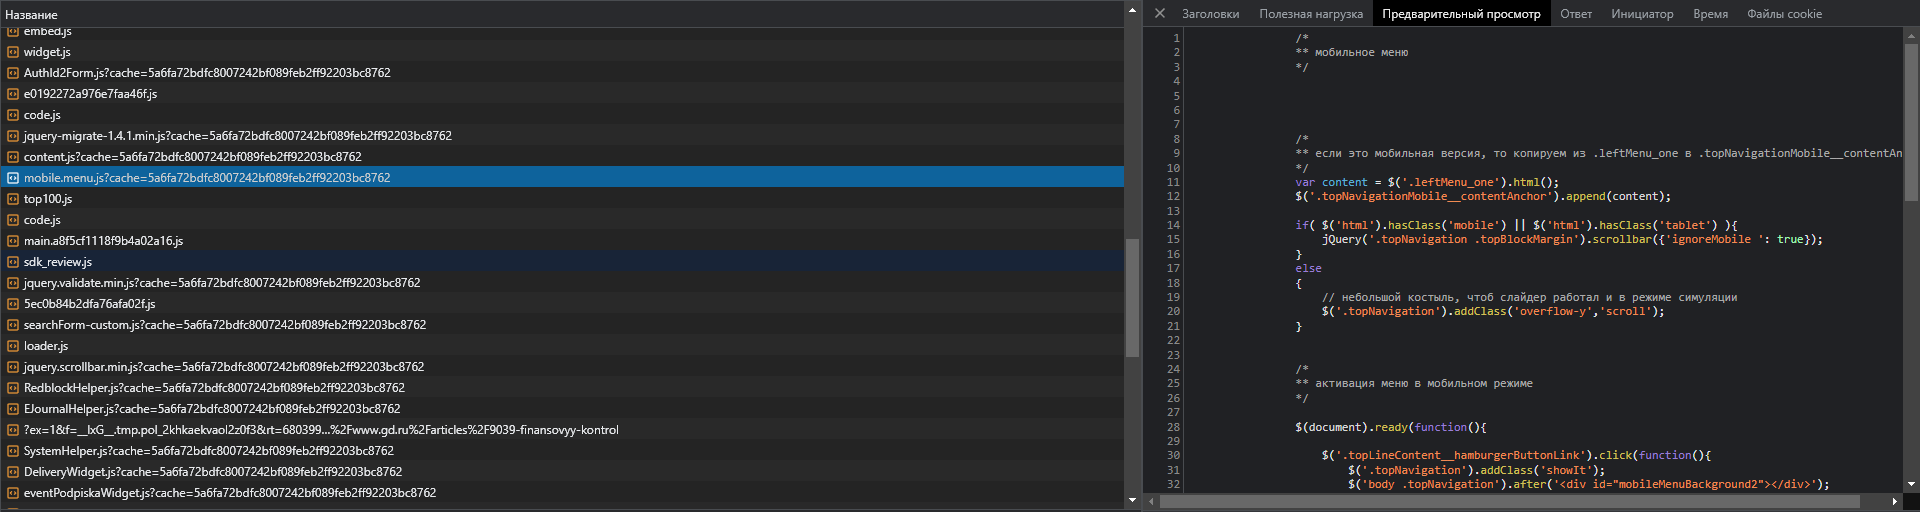 Название
embed.js
widget.js
AuthId2Form.js?cache=5a6fa72bdfc8007242bf089feb2ff92203bc8762
e0192272a976e7faa46f.js
code.js
jquery-migrate-1.4.1.min.js?cache=5a6fa72bdfc8007242bf089feb2ff92203bc8762
content.js?cache=5a6fa72bdfc8007242bf089feb2ff92203bc8762
mobile.menu.js?cache=5a6fa72bdfc8007242bf089feb2ff92203bc8762
top100.js
code.js
main.a8f5cf1118f9b4a02a16.js
sdk_review.js
jquery.validate.min.js?cache=5a6fa72bdfc8007242bf089feb2ff92203bc8762
5ec0b84b2dfa76afa02f.js
searchForm-custom.js?cache=5a6fa72bdfc8007242bf089feb2ff92203bc8762
loader.js
jquery.scrollbar.min.js?cache=5a6fa72bdfc8007242bf089feb2ff92203bc8762
RedblockHelper.js?cache=5a6fa72bdfc8007242bf089feb2ff92203bc8762
EJournalHelper.js?cache=5a6fa72bdfc8007242bf089feb2ff92203bc8762
?ex=1&tf=__lxG__.tmp.pol_2khkaekvaol2z0f3&rt=680399...%2Fwww.gd.ru%2Farticles%2F9039-finansovyy-kontrol
SystemHelper.js?cache=5a6fa72bdfc8007242bf089feb2ff92203bc8762
DeliveryWidget.js?cache=5a6fa72bdfc8007242bf089feb2ff92203bc8762
eventPodpiskaWidget.js?cache=5a6fa72bdfc8007242bf089feb2ff92203bc8762
Заголовки Полезная нагрузка Предварительный просмотр Ответ Инициатор Время Файлы cookie
1 /*
2 ** мобильное меню
3 */
4
5
6
7
8 /*
9 ** если это мобильная версия, то копируем из .leftMenu_one в .topNavigationMobile__contentAn
10 */
11 var content = $('.leftMenu_one').html();
12 $('.topNavigationMobile__contentAnchor').append(content);
13
14 if( $('html').hasClass('mobile') || $('html').hasClass('tablet') ){
15 jQuery('.topNavigation .topBlockMargin').scrollbar({'ignoreMobile ': true});
16 }
17 else
18 {
19 // небольшой костыль, чтоб слайдер работал и в режиме симуляции
20 $('.topNavigation').addClass('overflow-y','scroll');
21 }
22
23
24 /*
25 ** активация меню в мобильном режиме
26 */
27
28 $(document).ready(function(){
29
30 $('.topLineContent__hamburgerButtonLink').click(function(){
31 $('.topNavigation').addClass('showIt');
32 $('body .topNavigation').after('<div id="mobileMenuBackground2"></div>');